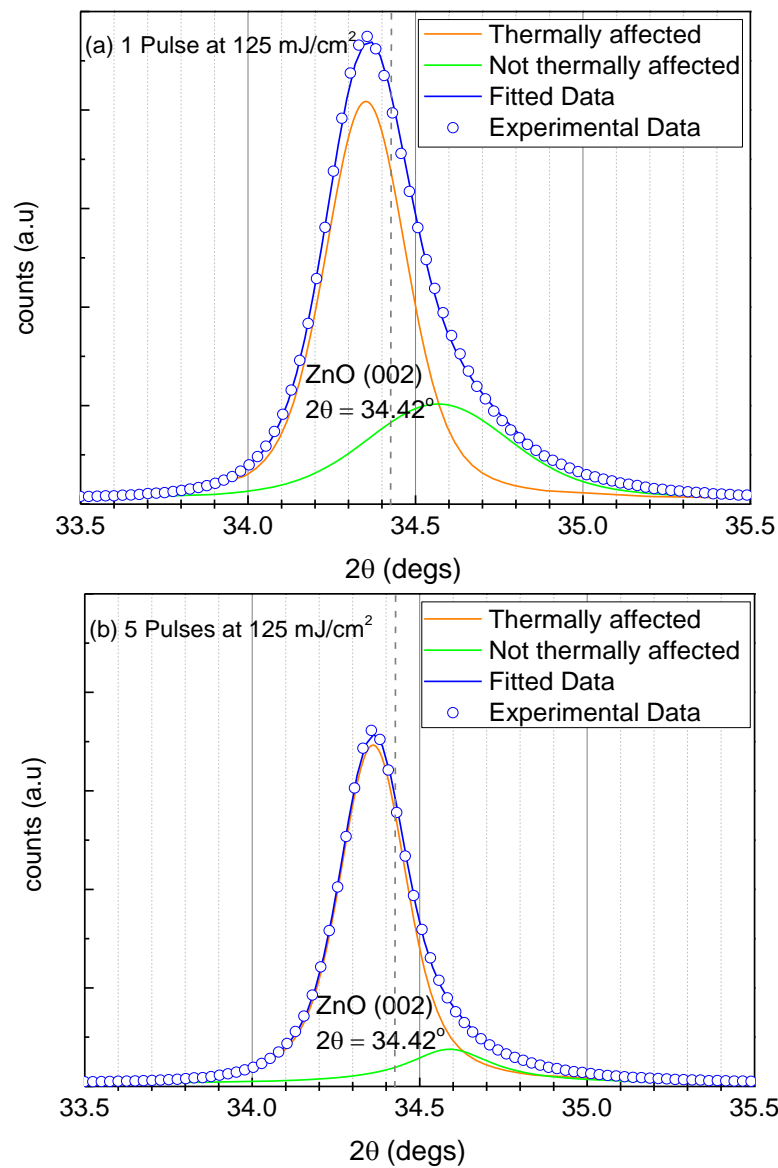 (a) 1 Pulse at 125 mJ/cm²
Thermally affected
Not thermally affected
Fitted Data
Experimental Data
counts (a.u)
ZnO (002)
2θ = 34.42°
33.5 34.0 34.5 35.0 35.5
2θ (degs)
(b) 5 Pulses at 125 mJ/cm²
Thermally affected
Not thermally affected
Fitted Data
Experimental Data
counts (a.u)
ZnO (002)
2θ = 34.42°
33.5 34.0 34.5 35.0 35.5
2θ (degs)